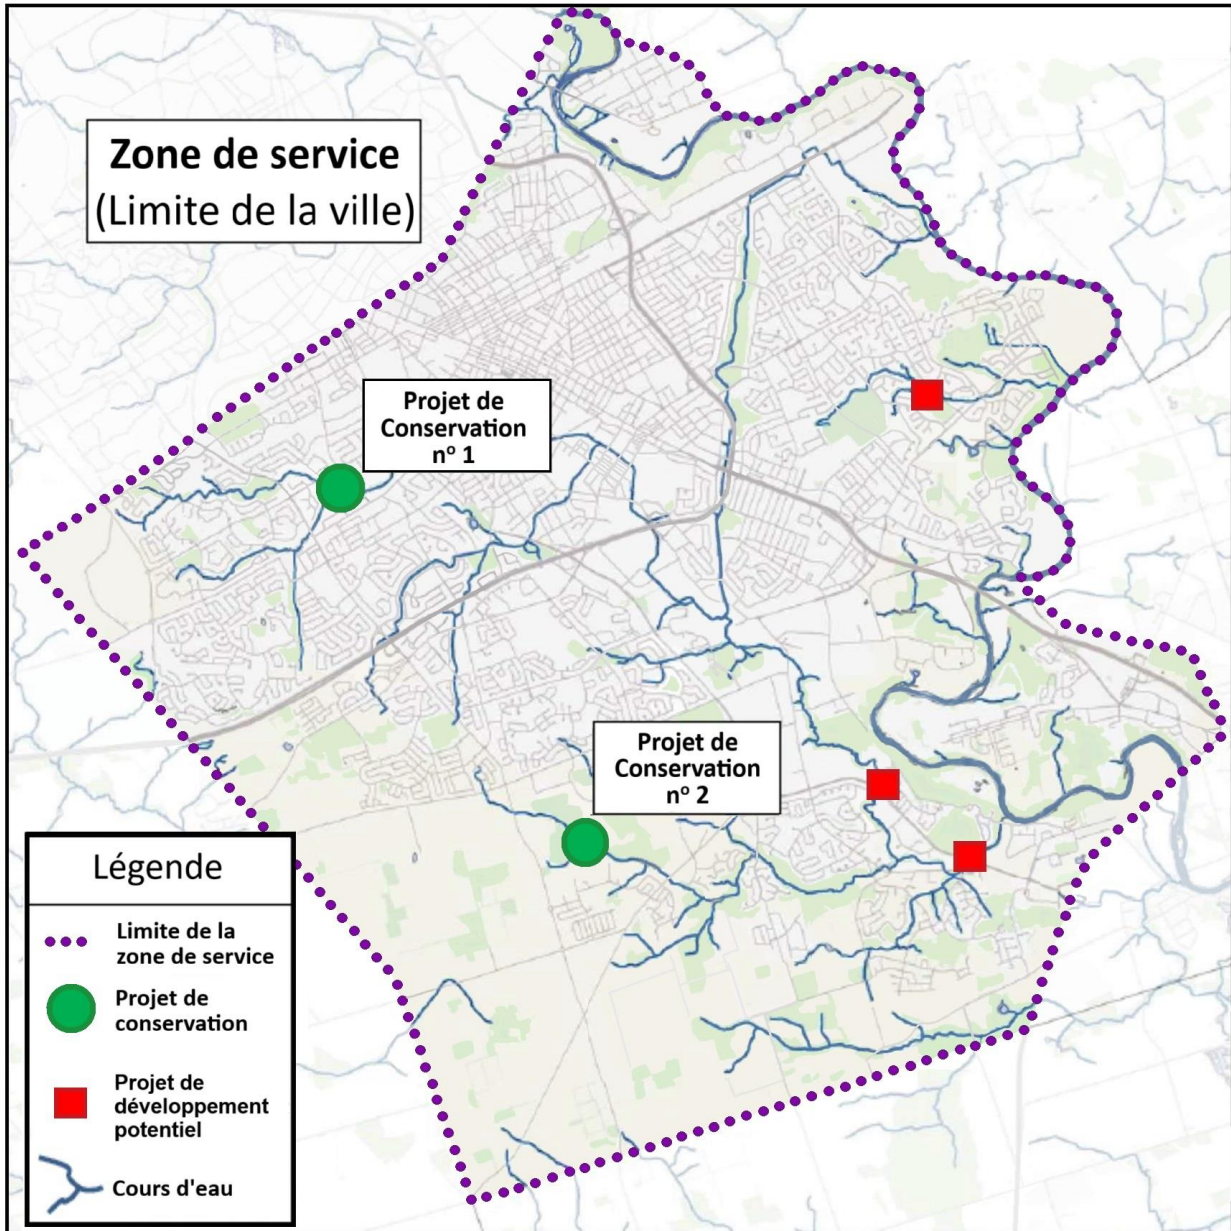 Zone de service
(Limite de la ville)
Projet de
Conservation
nº 1
Projet de
Conservation
nº 2
Légende
Limite de la
zone de service
Projet de
conservation
Projet de
développement
potentiel
Cours d'eau